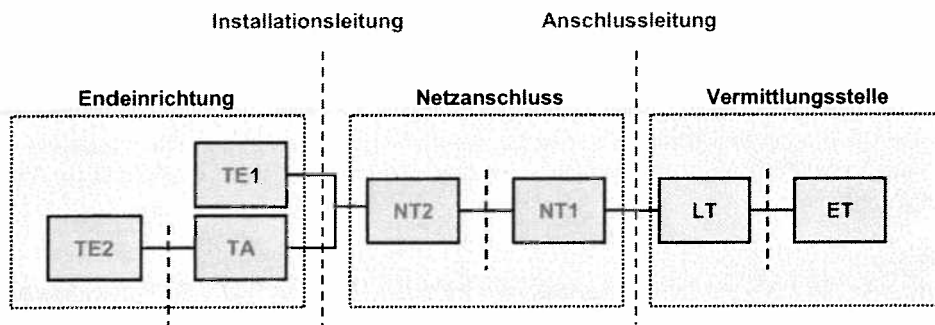 Installationsleitung Anschlussleitung
Endeinrichtung Netzanschluss Vermittlungsstelle
TE1
NT2 NT1 LT ET
TE2 TA